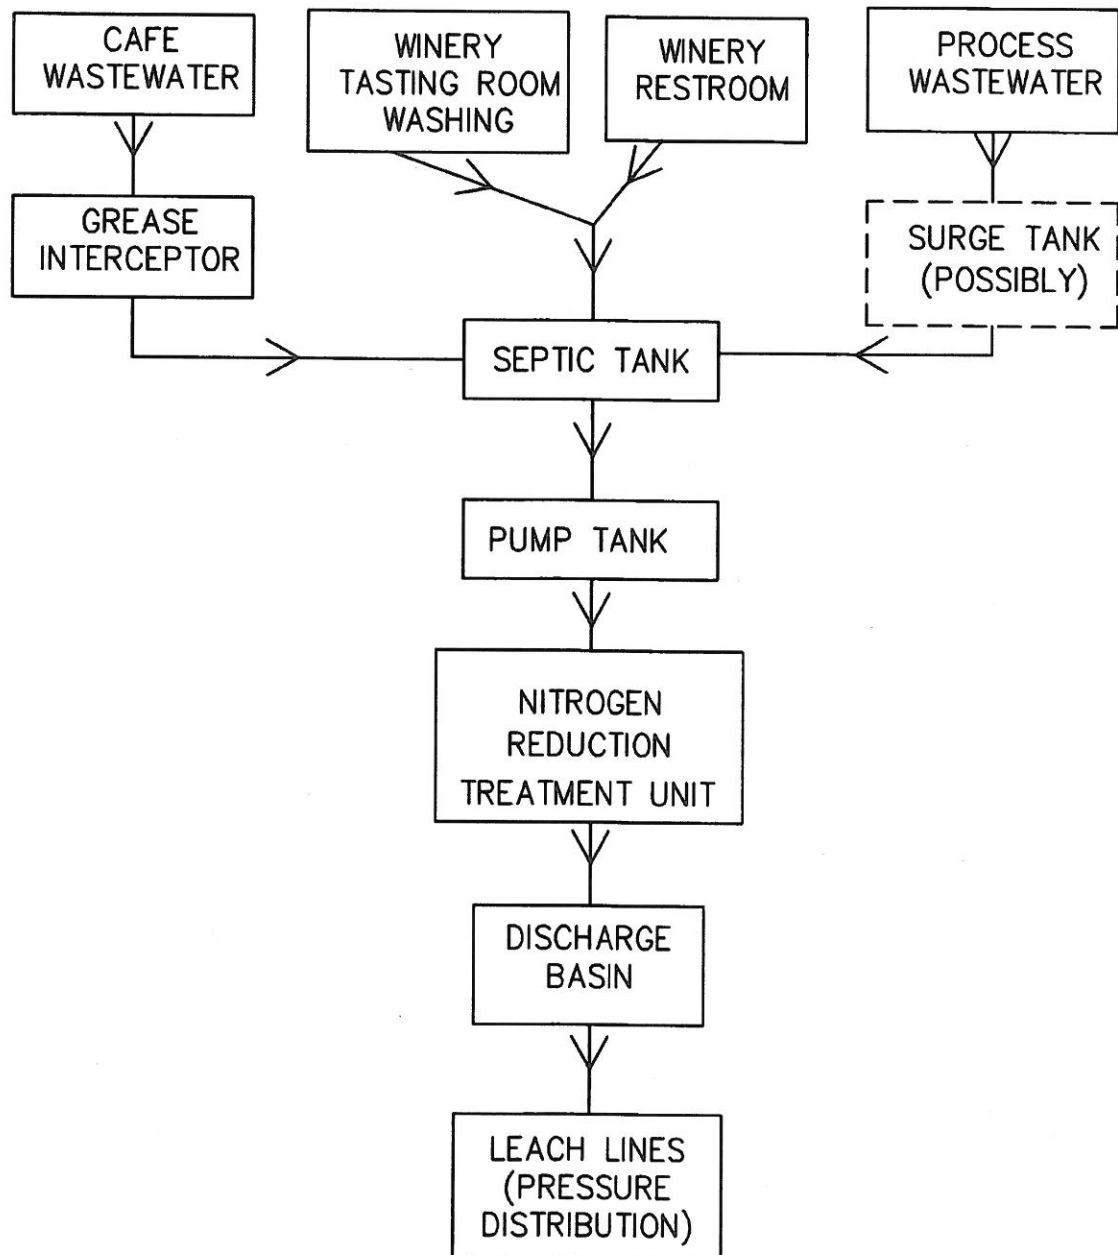 CAFE
WASTEWATER
WINERY
TASTING ROOM
WASHING
WINERY
RESTROOM
PROCESS
WASTEWATER
GREASE
INTERCEPTOR
SURGE TANK
(POSSIBLY)
SEPTIC TANK
PUMP TANK
NITROGEN
REDUCTION
TREATMENT UNIT
DISCHARGE
BASIN
LEACH LINES
(PRESSURE
DISTRIBUTION)